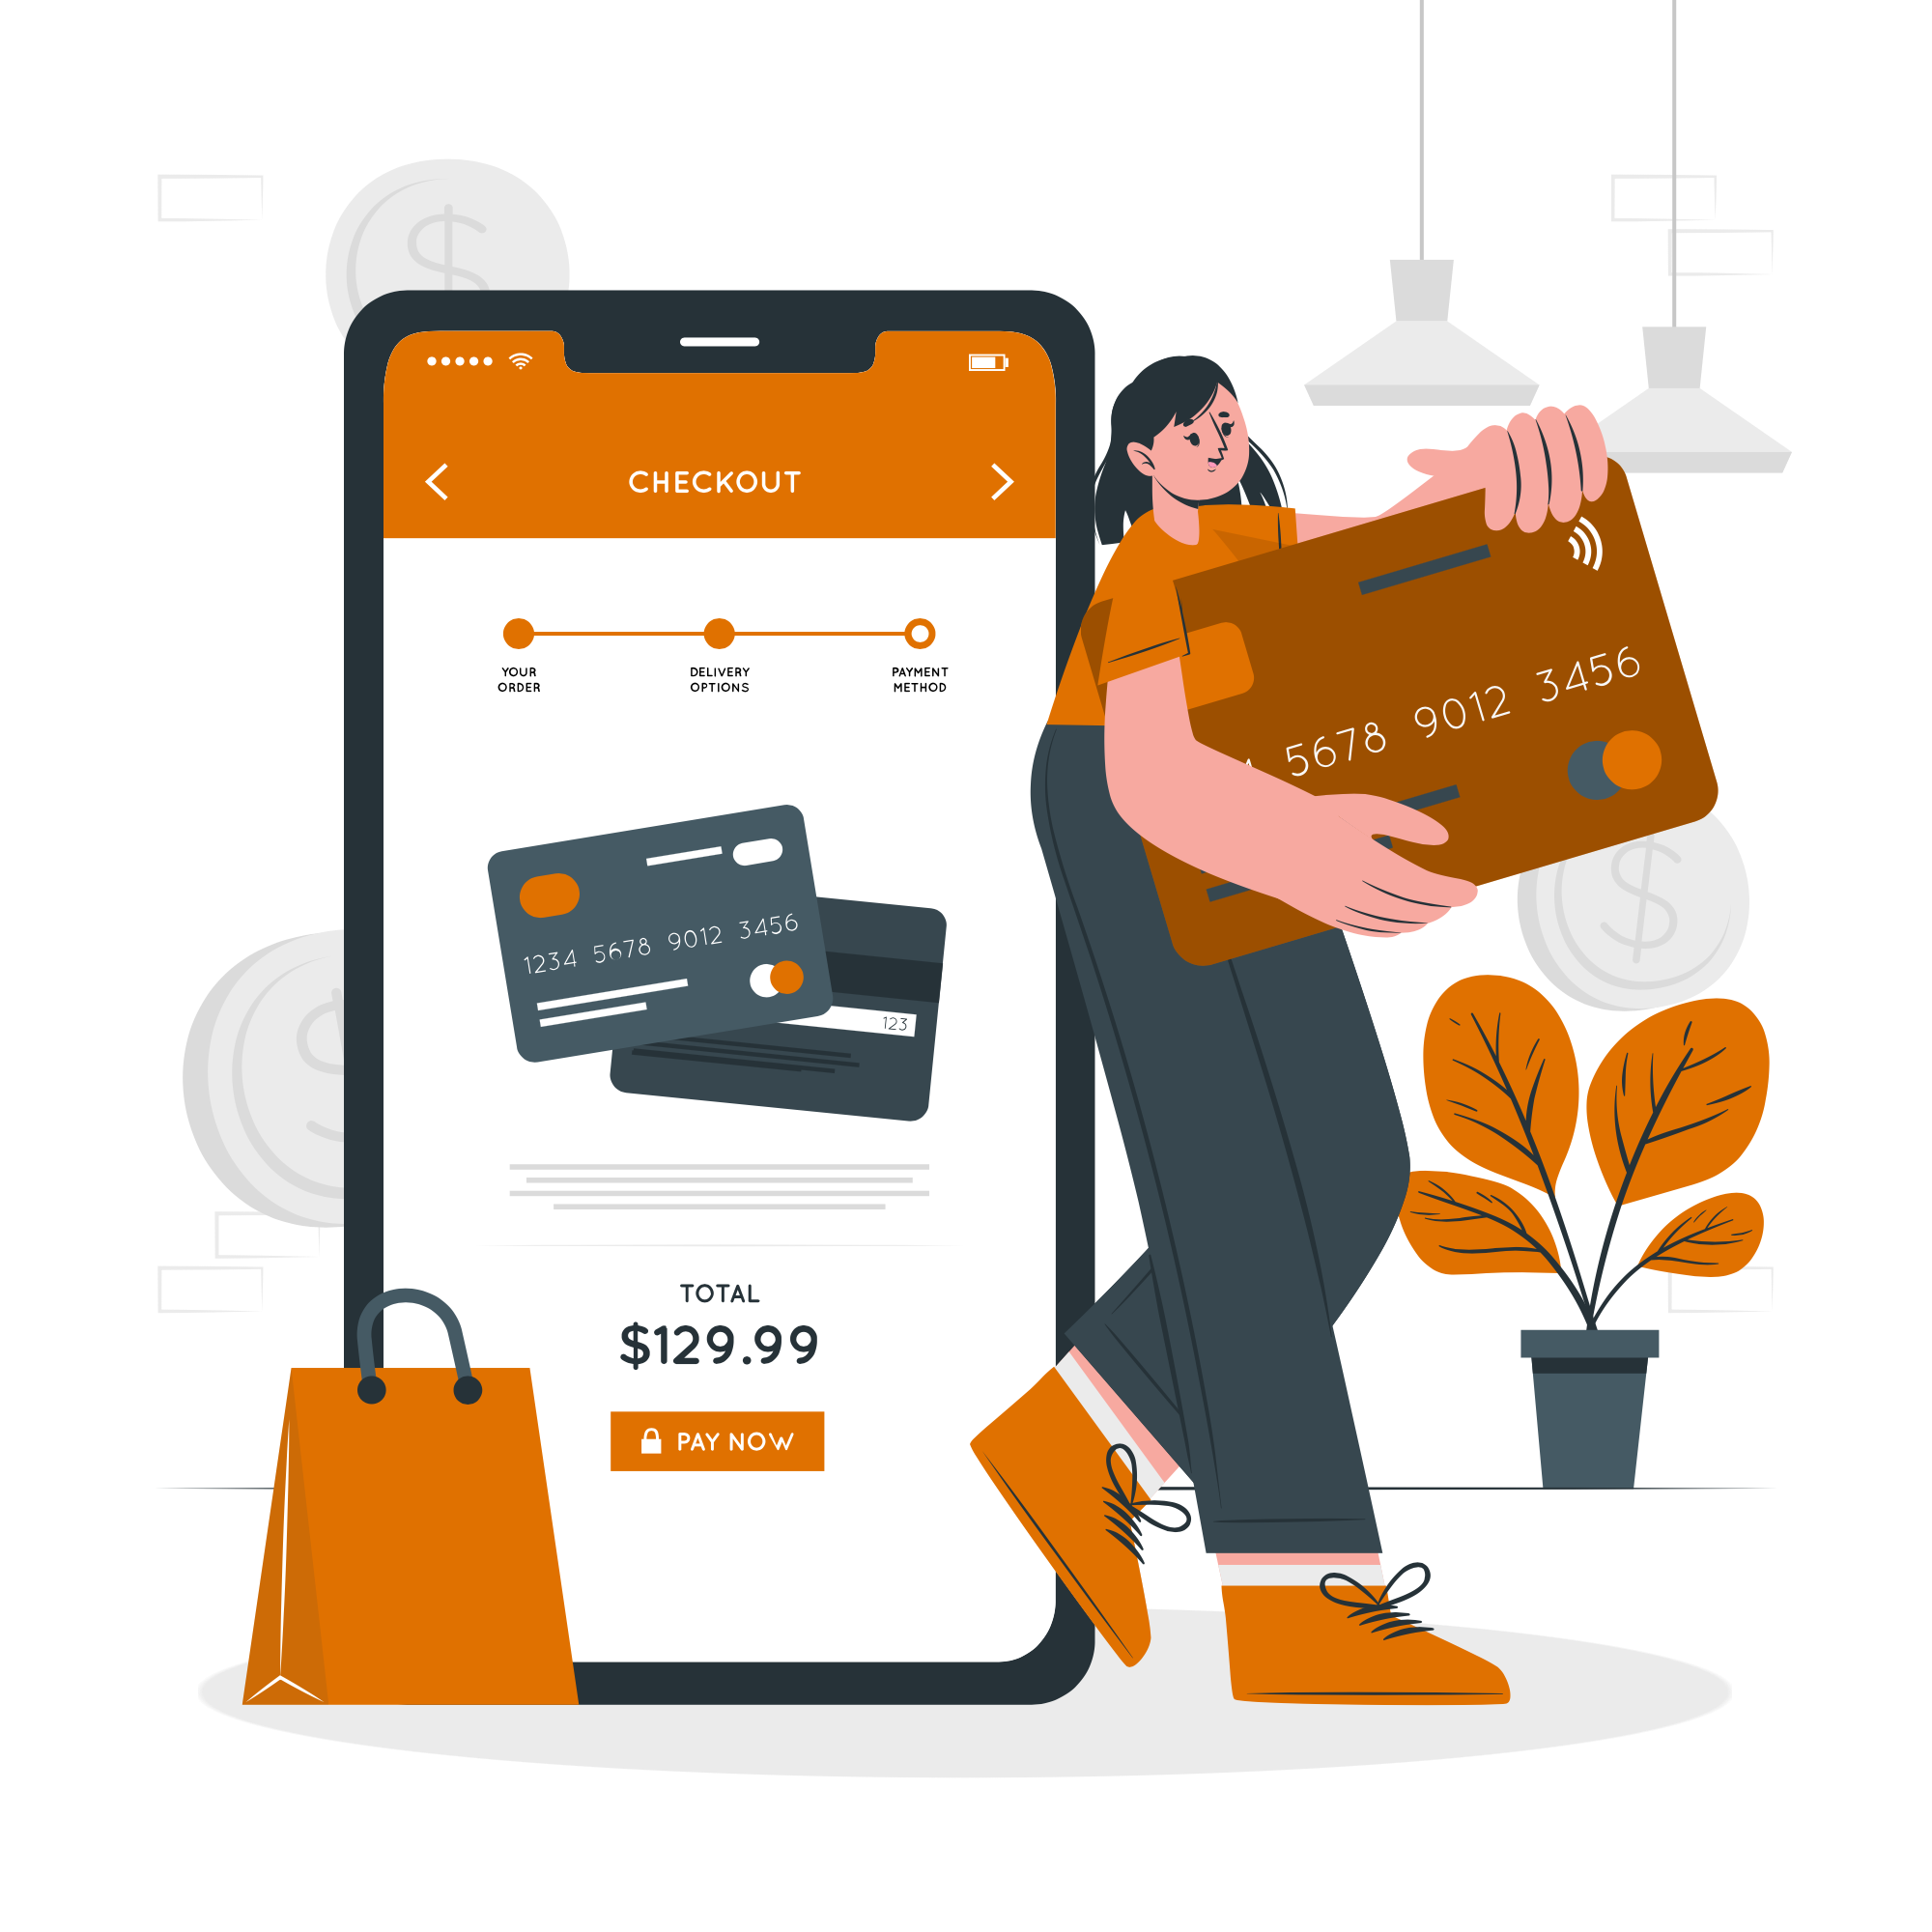 $
CHECKOUT
YOUR
ORDER
DELIVERY
OPTIONS
PAYMENT
METHOD
5678 9012 3456
1234 5678 9012 3456
123
$
$
TOTAL
$129.99
PAY NOW